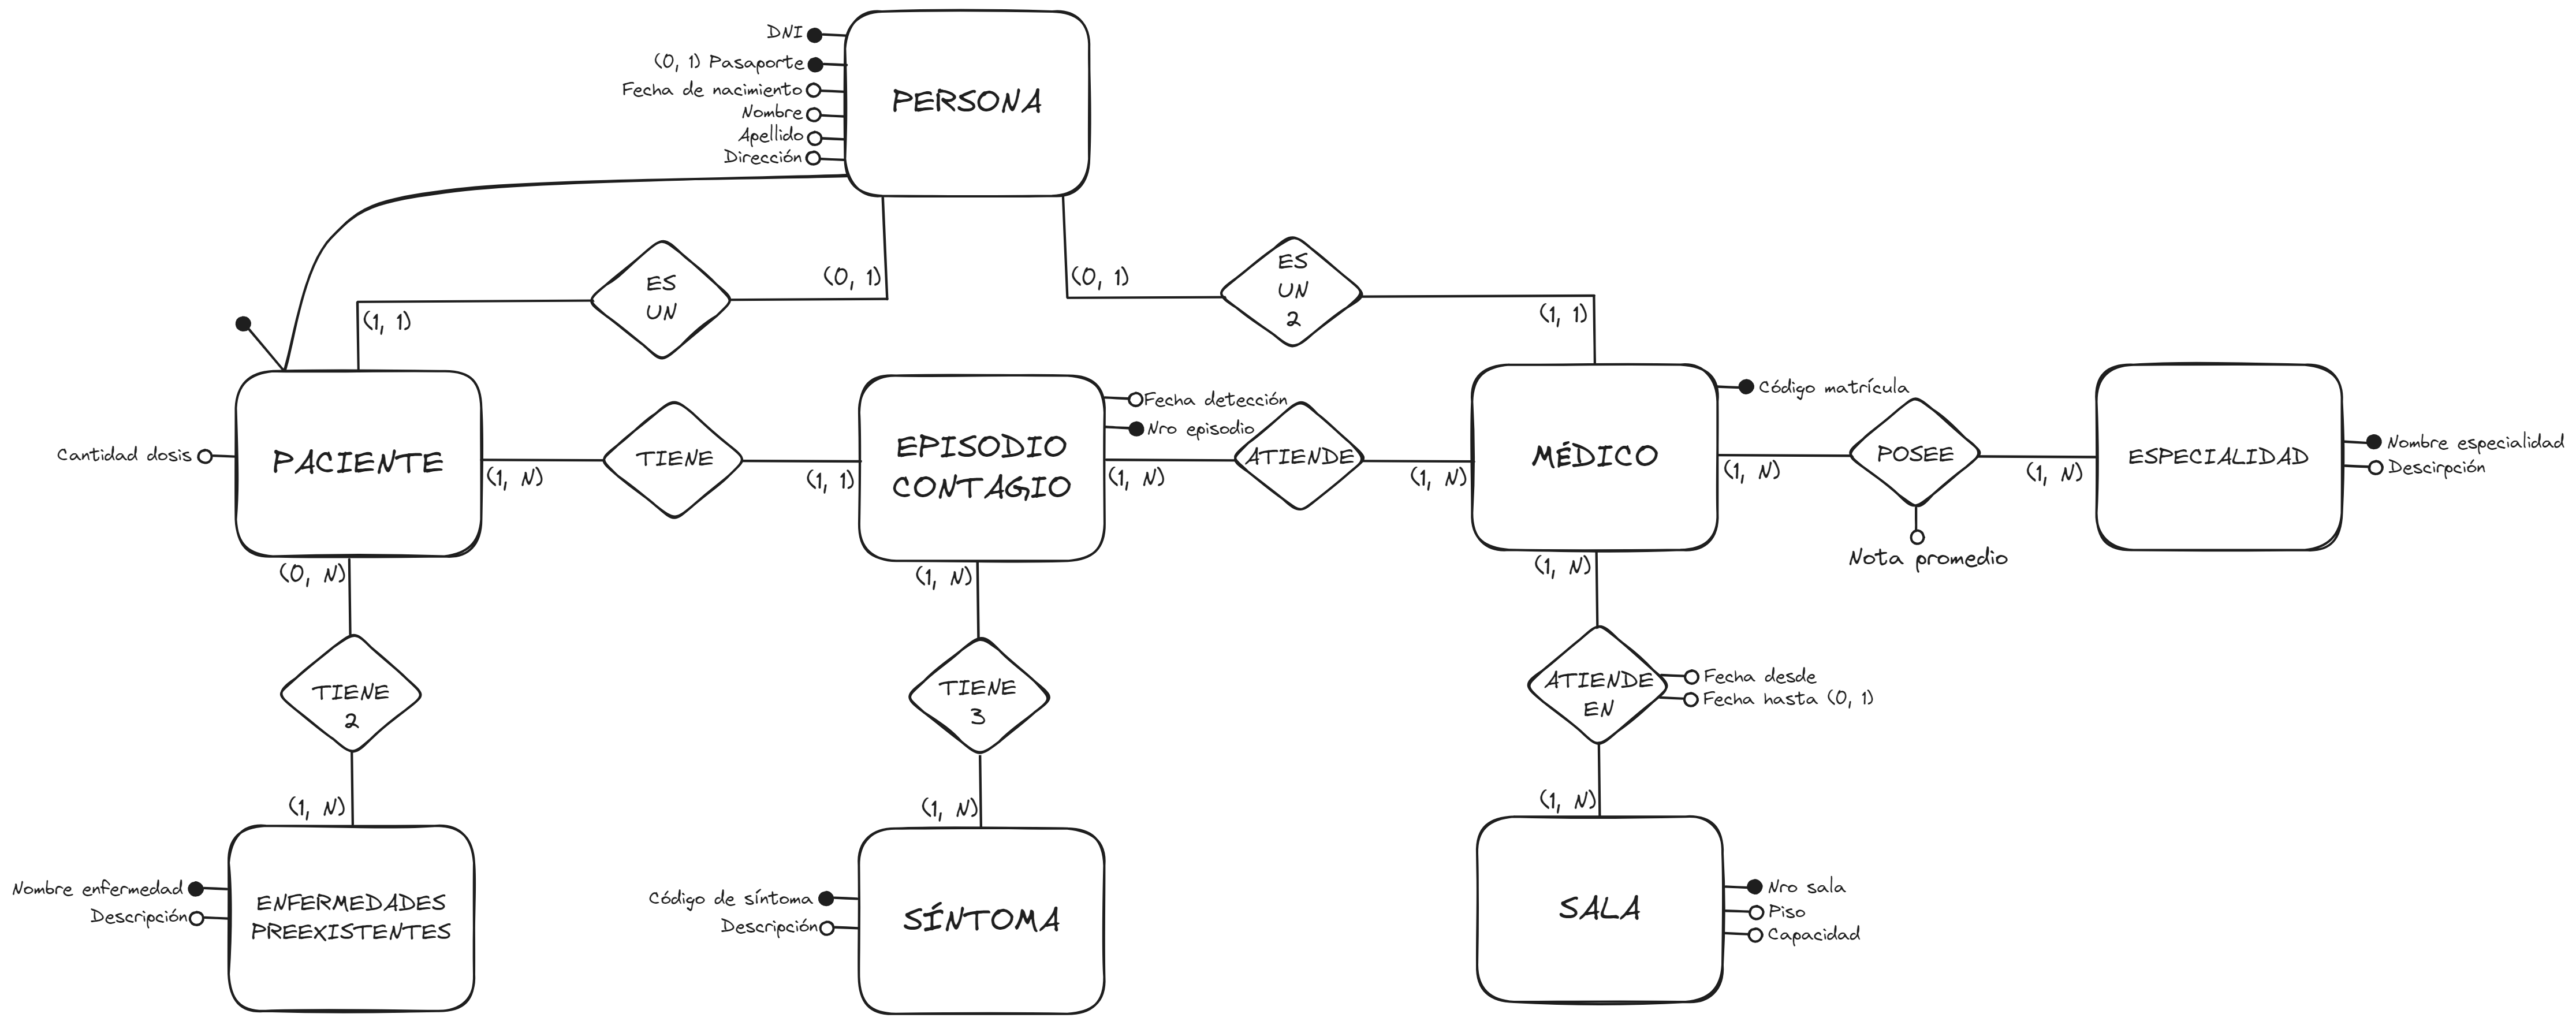 DNI
(0, 1) Pasaporte
Fecha de nacimiento
Nombre
Apellido
Dirección
PERSONA
ES
UN
(0, 1)
(1, 1)
(0, 1)
ES
UN
2
(1, 1)
Cantidad dosis
PACIENTE
(1, N)
TIENE
(1, 1)
EPISODIO
CONTAGIO
Fecha detección
Nro episodio
(1, N)
ATIENDE
(1, N)
MÉDICO
Código matrícula
(1, N)
POSEE
Nota promedio
(1, N)
ESPECIALIDAD
Nombre especialidad
Descirpción
(0, N)
TIENE
2
(1, N)
(1, N)
TIENE
3
(1, N)
(1, N)
ATIENDE
EN
Fecha desde
Fecha hasta (0, 1)
(1, N)
Nombre enfermedad
Descripción
ENFERMEDADES
PREEXISTENTES
Código de síntoma
Descripción
SÍNTOMA
SALA
Nro sala
Piso
Capacidad